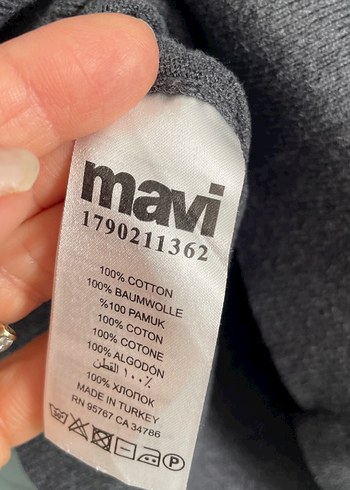 mavi
1790211362
100% COTTON
100% BAUMWOLLE
%100 PAMUK
100% COTON
100% COTONE
100% ALGODÓN
١٠٠٪ القطن
100% ХЛОПОК
MADE IN TURKEY
RN 95767 CA 34786
P